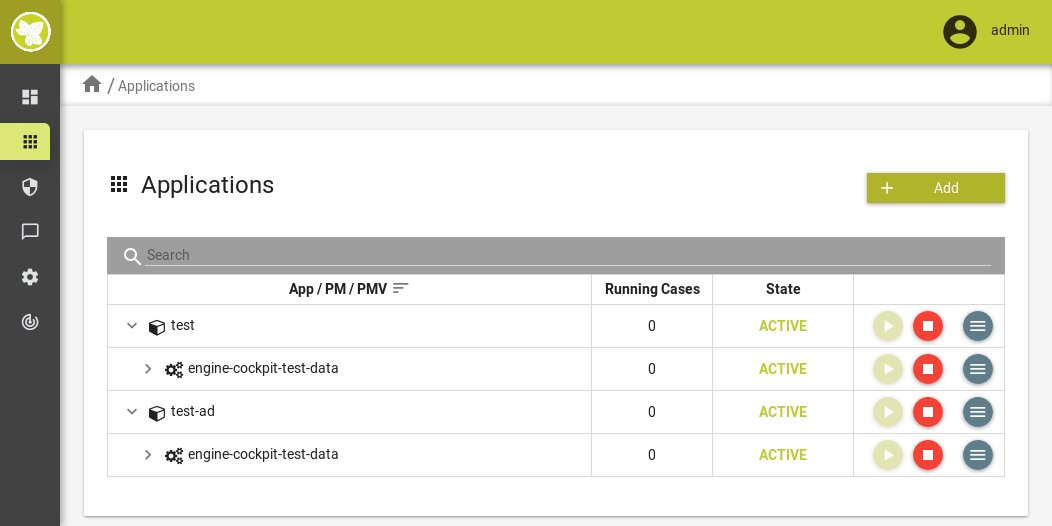 admin
/ Applications
Applications
Add
Search
App / PM / PMV Running Cases State
test 0 ACTIVE
engine-cockpit-test-data 0 ACTIVE
test-ad 0 ACTIVE
engine-cockpit-test-data 0 ACTIVE